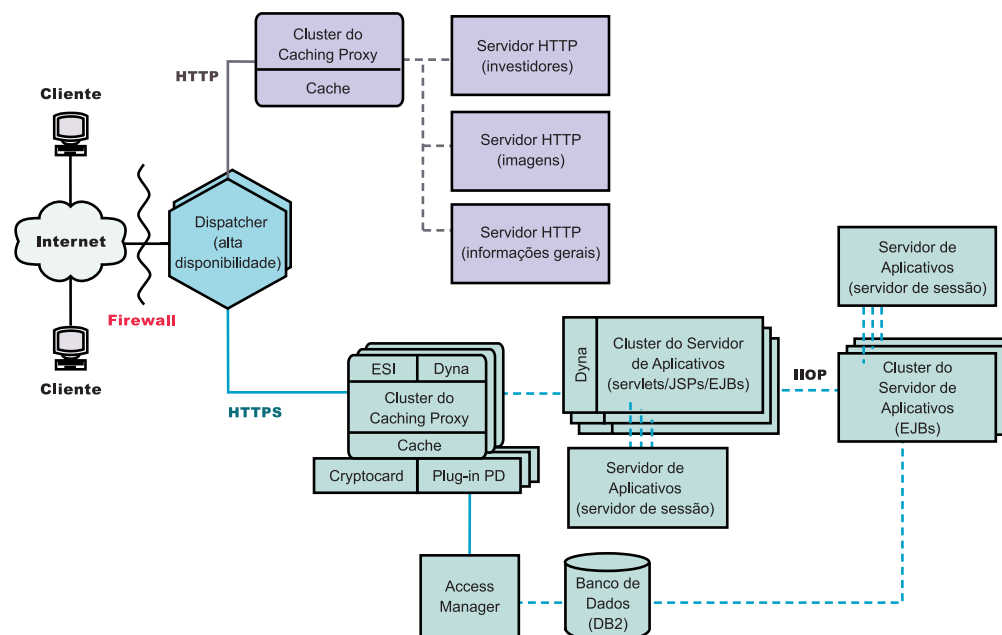 Cluster do
Caching Proxy
Cache
HTTP
Servidor HTTP
(investidores)
Servidor HTTP
(imagens)
Servidor HTTP
(informações gerais)
Cliente
Internet
Cliente
Firewall
Dispatcher
(alta
disponibilidade)
HTTPS
ESI
Dyna
Cluster do
Caching Proxy
Cache
Cryptocard
Plug-in PD
Dyna
Cluster do Servidor
de Aplicativos
(servlets/JSPs/EJBs)
Servidor de
Aplicativos
(servidor de sessão)
IIOP
Servidor de
Aplicativos
(servidor de sessão)
Cluster do
Servidor de
Aplicativos
(EJBs)
Access
Manager
Banco de
Dados
(DB2)